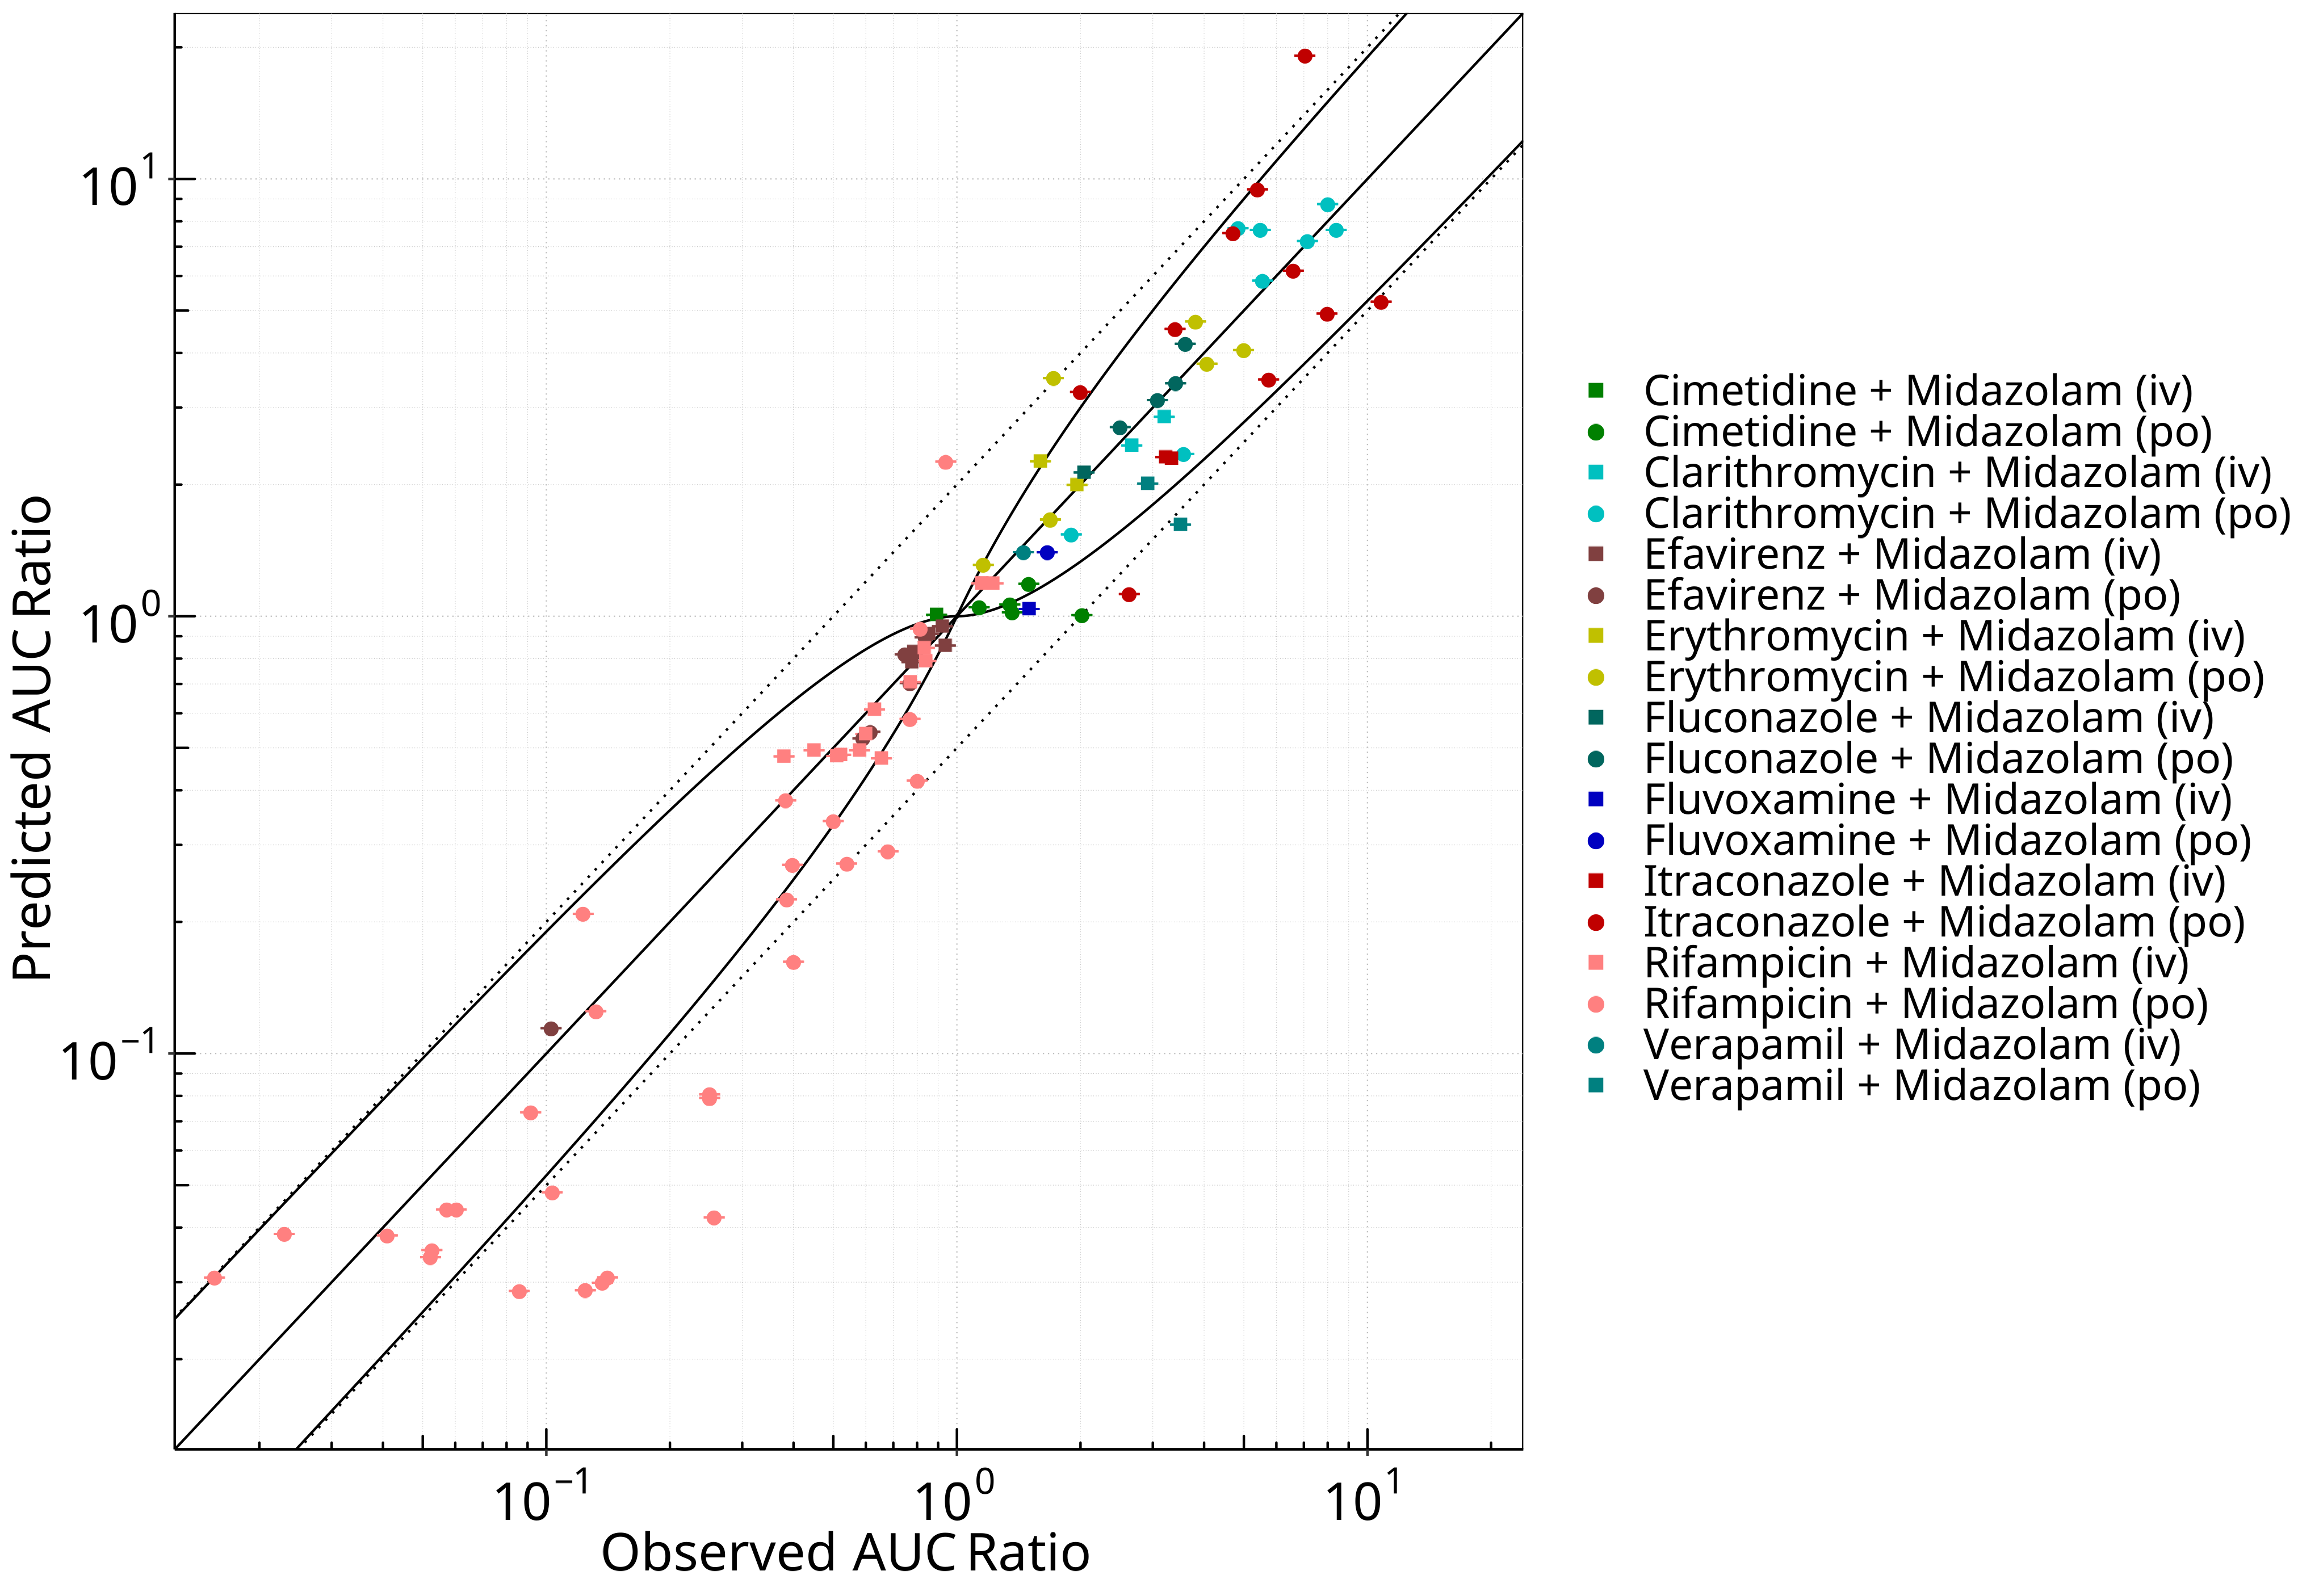 10^1
10^0
10^−1
Predicted AUC Ratio
10^−1
10^0
10^1
Observed AUC Ratio
Cimetidine + Midazolam (iv)
Cimetidine + Midazolam (po)
Clarithromycin + Midazolam (iv)
Clarithromycin + Midazolam (po)
Efavirenz + Midazolam (iv)
Efavirenz + Midazolam (po)
Erythromycin + Midazolam (iv)
Erythromycin + Midazolam (po)
Fluconazole + Midazolam (iv)
Fluconazole + Midazolam (po)
Fluvoxamine + Midazolam (iv)
Fluvoxamine + Midazolam (po)
Itraconazole + Midazolam (iv)
Itraconazole + Midazolam (po)
Rifampicin + Midazolam (iv)
Rifampicin + Midazolam (po)
Verapamil + Midazolam (iv)
Verapamil + Midazolam (po)